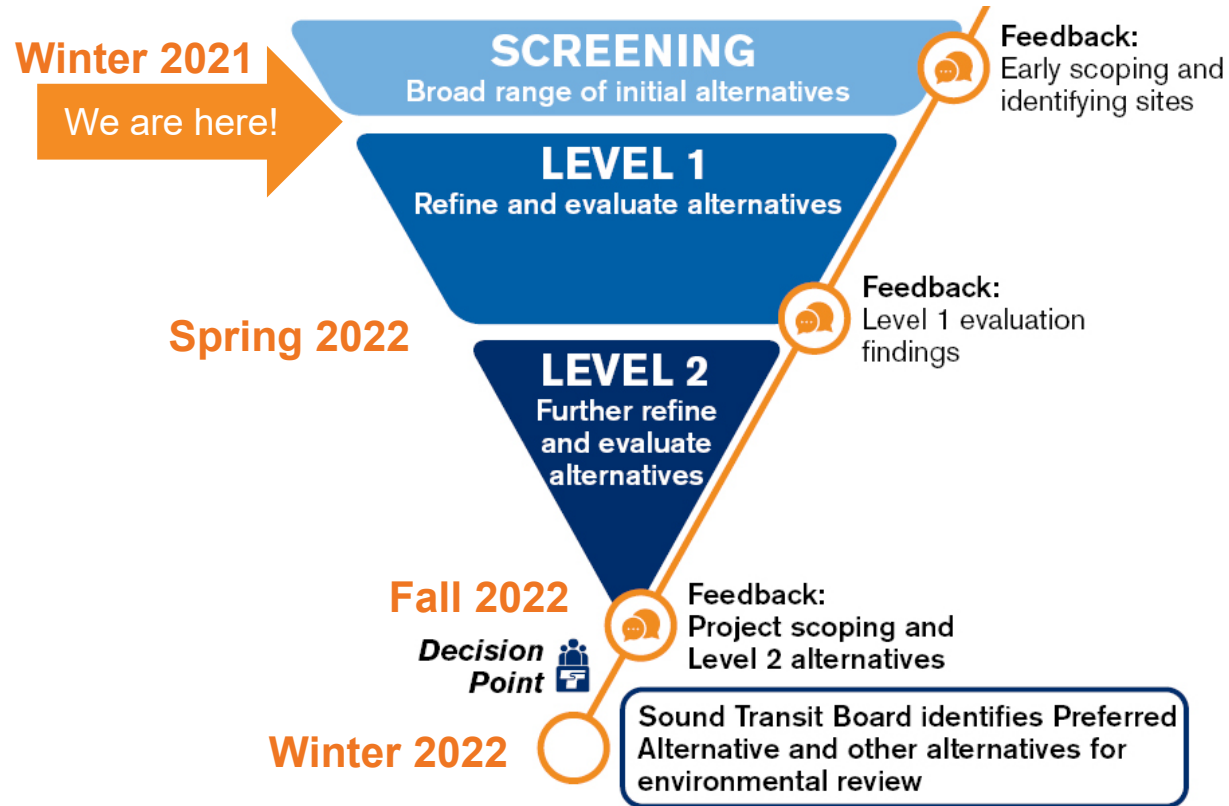 Winter 2021
We are here!
SCREENING
Broad range of initial alternatives
Feedback:
Early scoping and
identifying sites
LEVEL 1
Refine and evaluate alternatives
Feedback:
Level 1 evaluation
findings
Spring 2022
LEVEL 2
Further refine
and evaluate
alternatives
Fall 2022
Feedback:
Project scoping and
Level 2 alternatives
Decision
Point
Winter 2022
Sound Transit Board identifies Preferred
Alternative and other alternatives for
environmental review